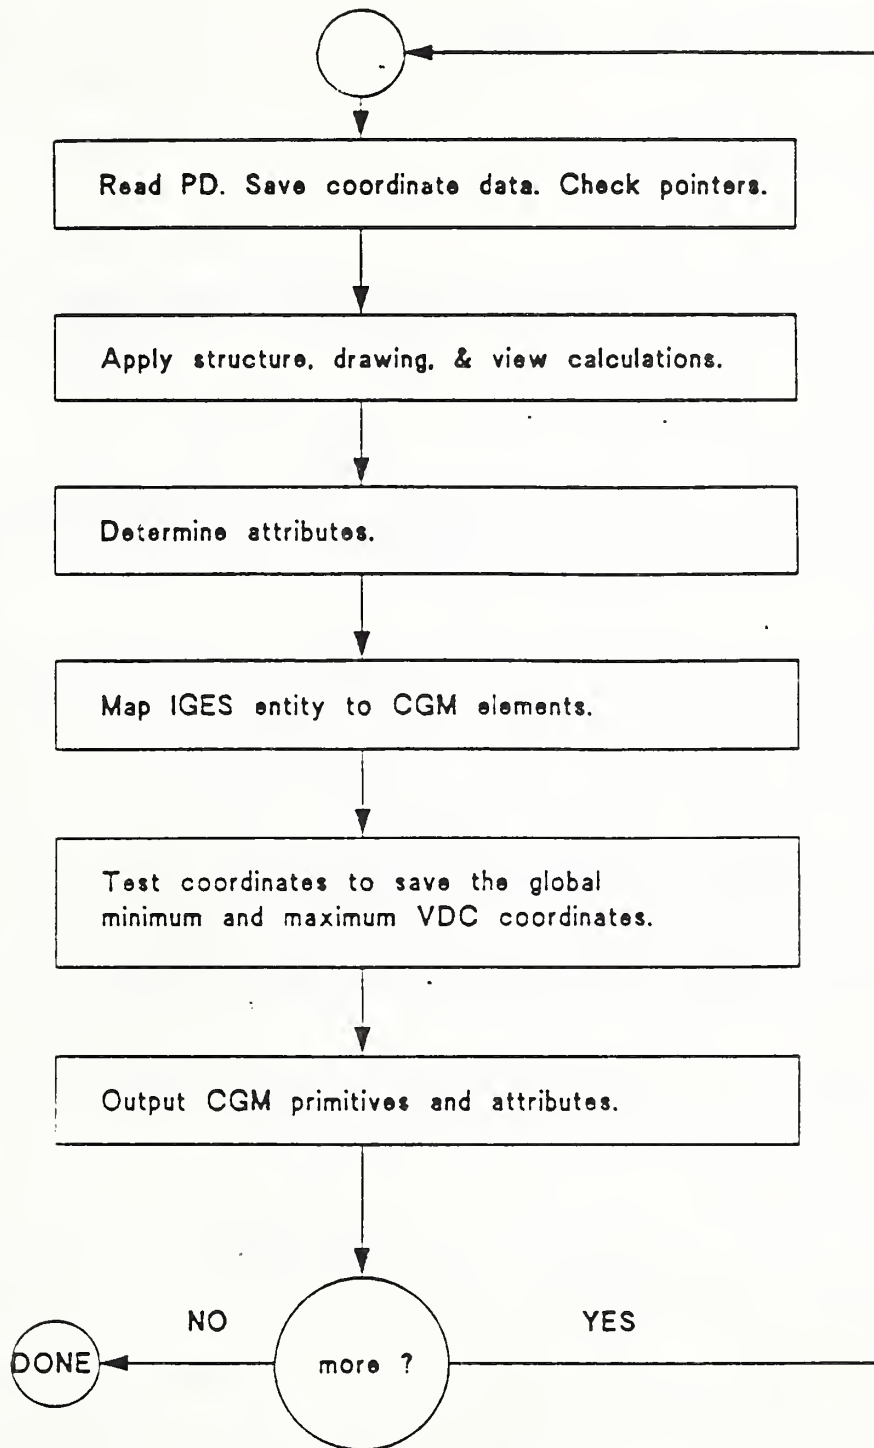 Read PD. Save coordinate data. Check pointers.
Apply structure, drawing, & view calculations.
Determine attributes.
Map IGES entity to CGM elements.
Test coordinates to save the global
minimum and maximum VDC coordinates.
Output CGM primitives and attributes.
NO
YES
DONE
more ?